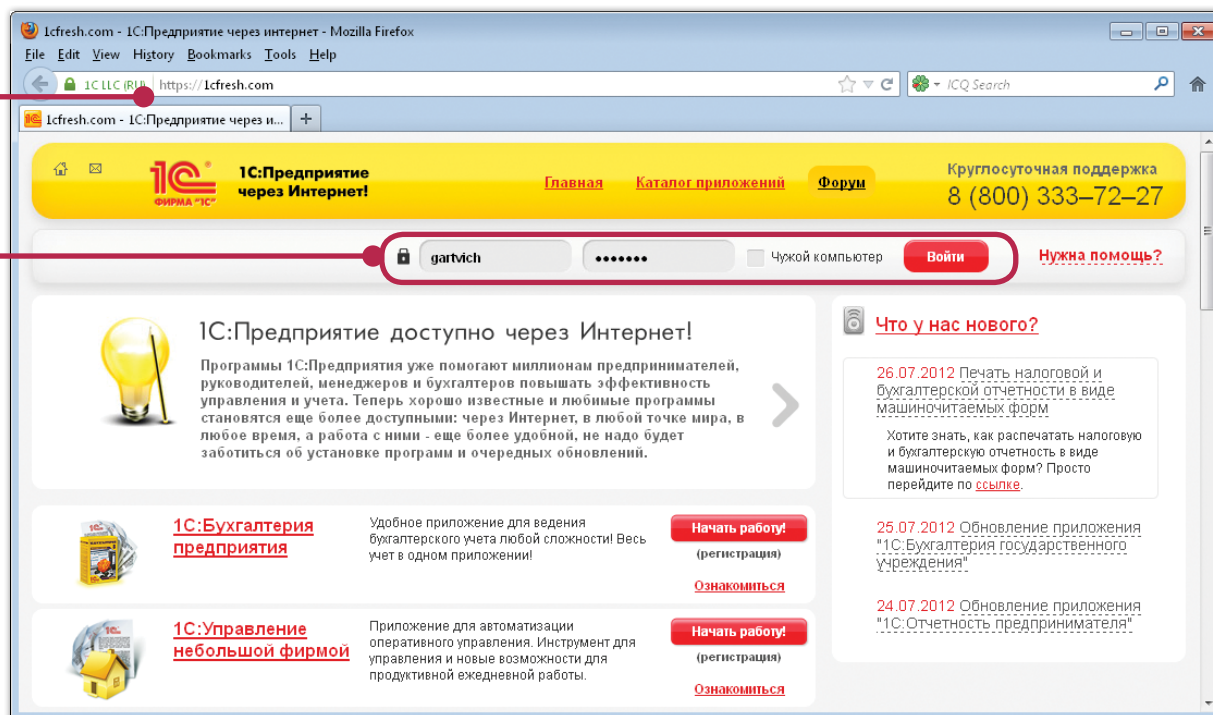 1cfresh.com - 1С:Предприятие через интернет - Mozilla Firefox
File Edit View History Bookmarks Tools Help
1C LLC (RU) https://1cfresh.com
ICQ Search
1cfresh.com - 1С:Предприятие через и... +
1С®
ФИРМА "1С"
1С:Предприятие
через Интернет!
Главная Каталог приложений Форум
Круглосуточная поддержка
8 (800) 333–72–27
gartvich ••••••• Чужой компьютер Войти Нужна помощь?
1С:Предприятие доступно через Интернет!
Программы 1С:Предприятия уже помогают миллионам предпринимателей,
руководителей, менеджеров и бухгалтеров повышать эффективность
управления и учета. Теперь хорошо известные и любимые программы
становятся еще более доступными: через Интернет, в любой точке мира, в
любое время, а работа с ними - еще более удобной, не надо будет
заботиться об установке программ и очередных обновлений.
1С:Бухгалтерия
предприятия
Удобное приложение для ведения
бухгалтерского учета любой сложности! Весь
учет в одном приложении!
Начать работу!
(регистрация)
Ознакомиться
1С:Управление
небольшой фирмой
Приложение для автоматизации
оперативного управления. Инструмент для
управления и новые возможности для
продуктивной ежедневной работы.
Начать работу!
(регистрация)
Ознакомиться
Что у нас нового?
26.07.2012 Печать налоговой и
бухгалтерской отчетности в виде
машиночитаемых форм
Хотите знать, как распечатать налоговую
и бухгалтерскую отчетность в виде
машиночитаемых форм? Просто
перейдите по ссылке.
25.07.2012 Обновление приложения
"1С:Бухгалтерия государственного
учреждения"
24.07.2012 Обновление приложения
"1С:Отчетность предпринимателя"